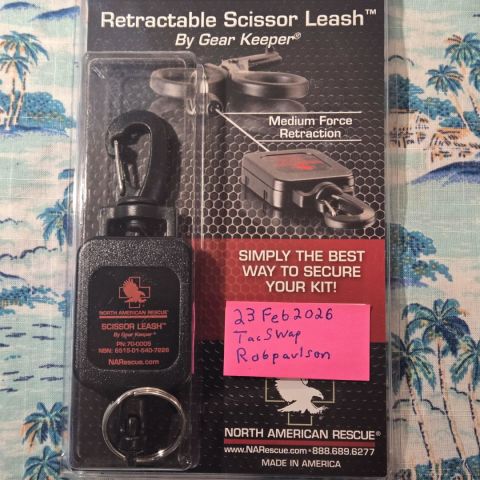 Retractable Scissor Leash™
By Gear Keeper®
Medium Force
Retraction
NORTH AMERICAN RESCUE®
SCISSOR LEASH™
By Gear Keeper®
PN: 70-0005
NSN: 6515-01-540-7226
NARescue.com
SIMPLY THE BEST
WAY TO SECURE
YOUR KIT!
23 Feb 2026
TacSwap
Robpaulson
NORTH AMERICAN RESCUE®
www.NARescue.com • 888.689.6277
MADE IN AMERICA